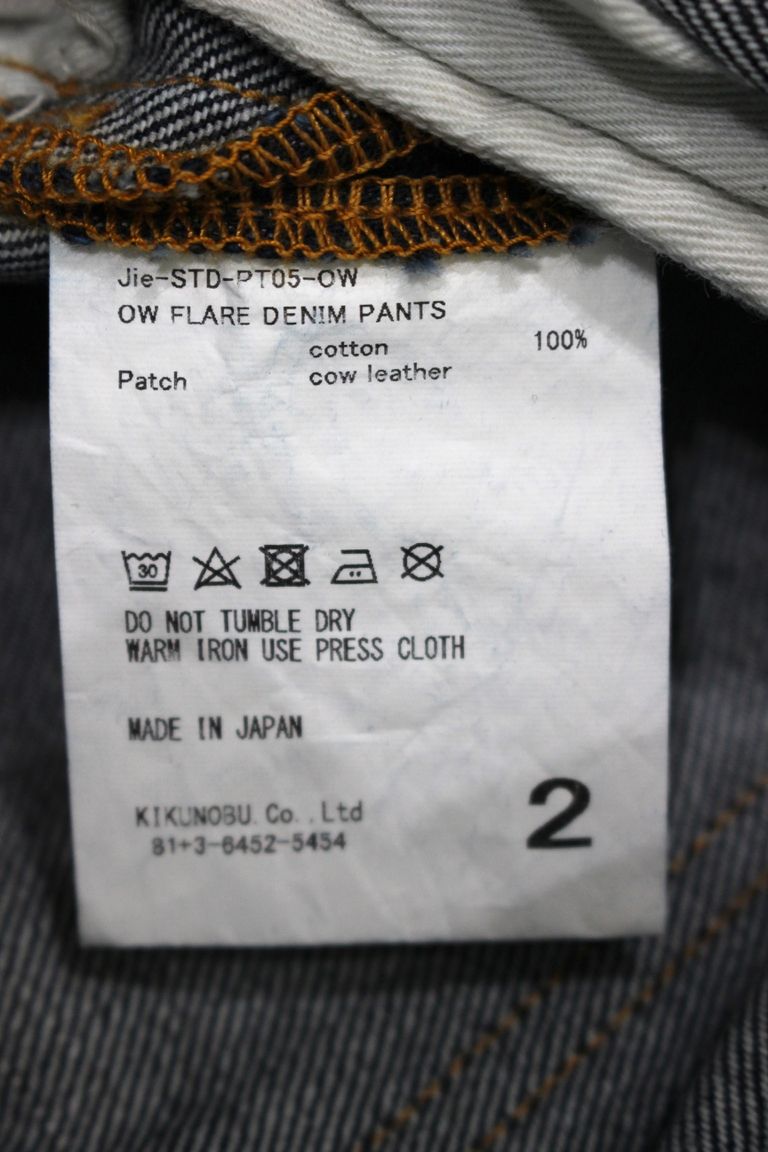 Jie-STD-PT05-OW
OW FLARE DENIM PANTS
cotton 100%
Patch cow leather
30
DO NOT TUMBLE DRY
WARM IRON USE PRESS CLOTH
MADE IN JAPAN
KIKUNOBU.Co.,Ltd
81+3-6452-5454
2